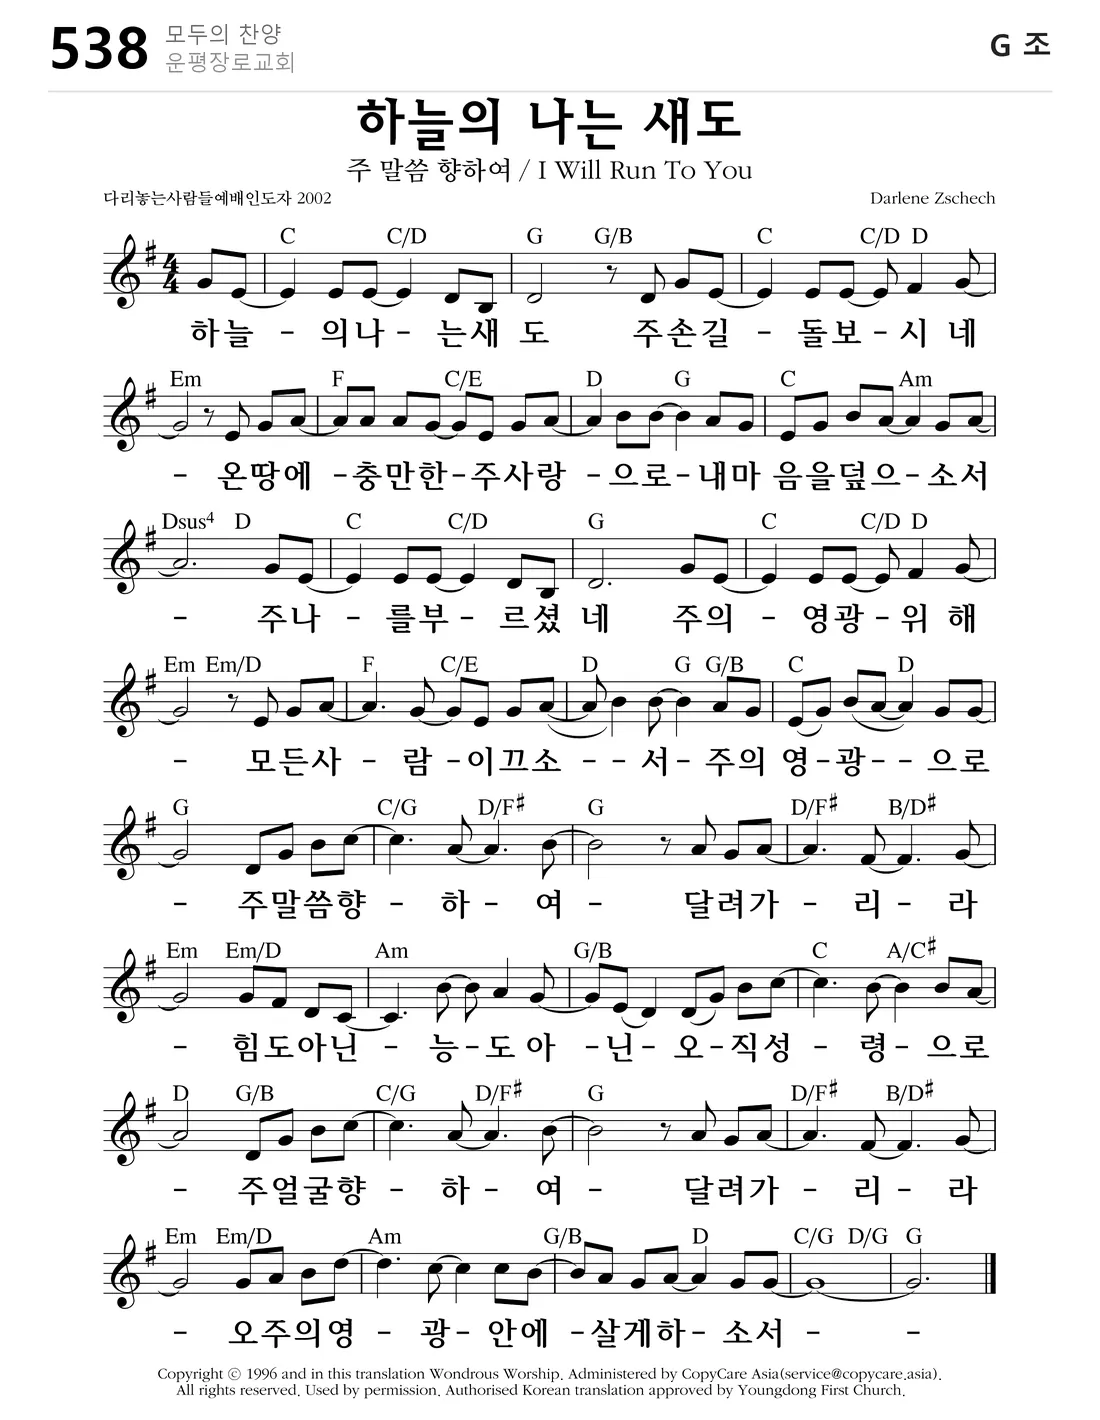 538 모두의 찬양
운평장로교회
G 조
하늘의 나는 새도
주 말씀 향하여 / I Will Run To You
다리놓는사람들예배인도자 2002 Darlene Zschech
C C/D G G/B C C/D D
하늘 - 의나 - 는새 도 주손길 - 돌보 - 시 네
Em F C/E D G C Am
- 온땅에 - 충만한 - 주사랑 - 으로 - 내마 음을덮으 - 소서
Dsus4 D C C/D G C C/D D
- 주나 - 를부 - 르셨 네 주의 - 영광 - 위 해
Em Em/D F C/E D G G/B C D
- 모든사 - 람 - 이끄소 - - 서 - 주의 영 - 광 - - 으로
G C/G D/F♯ G D/F♯ B/D♯
- 주말씀향 - 하 - 여 - 달려가 - 리 - 라
Em Em/D Am G/B C A/C♯
- 힘도아닌 - 능 - 도 아 - 닌 - 오 - 직성 - 령 - 으로
D G/B C/G D/F♯ G D/F♯ B/D♯
- 주얼굴향 - 하 - 여 - 달려가 - 리 - 라
Em Em/D Am G/B D C/G D/G G
- 오주의영 - 광 - 안에 - 살게하 - 소서 - -
Copyright ⓒ 1996 and in this translation Wondrous Worship. Administered by CopyCare Asia(service@copycare.asia).
All rights reserved. Used by permission. Authorised Korean translation approved by Youngdong First Church.